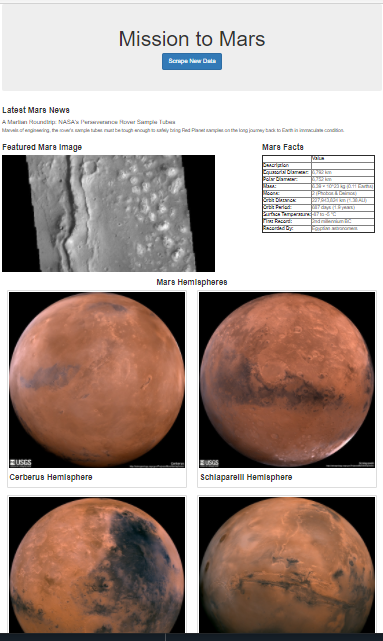 Mission to Mars
Scrape New Data
Latest Mars News
A Martian Roundtrip: NASA's Perseverance Rover Sample Tubes
Marvels of engineering, the rover's sample tubes must be tough enough to safely bring Red Planet samples on the long journey back to Earth in immaculate condition.
Featured Mars Image
Mars Facts
Value
Description
Equatorial Diameter: 6,792 km
Polar Diameter: 6,752 km
Mass: 6.39 × 10^23 kg (0.11 Earths)
Moons: 2 (Phobos & Deimos)
Orbit Distance: 227,943,824 km (1.38 AU)
Orbit Period: 687 days (1.9 years)
Surface Temperature: -87 to -5 °C
First Record: 2nd millennium BC
Recorded By: Egyptian astronomers
Mars Hemispheres
USGS
USGS
Cerberus Hemisphere
Schiaparelli Hemisphere